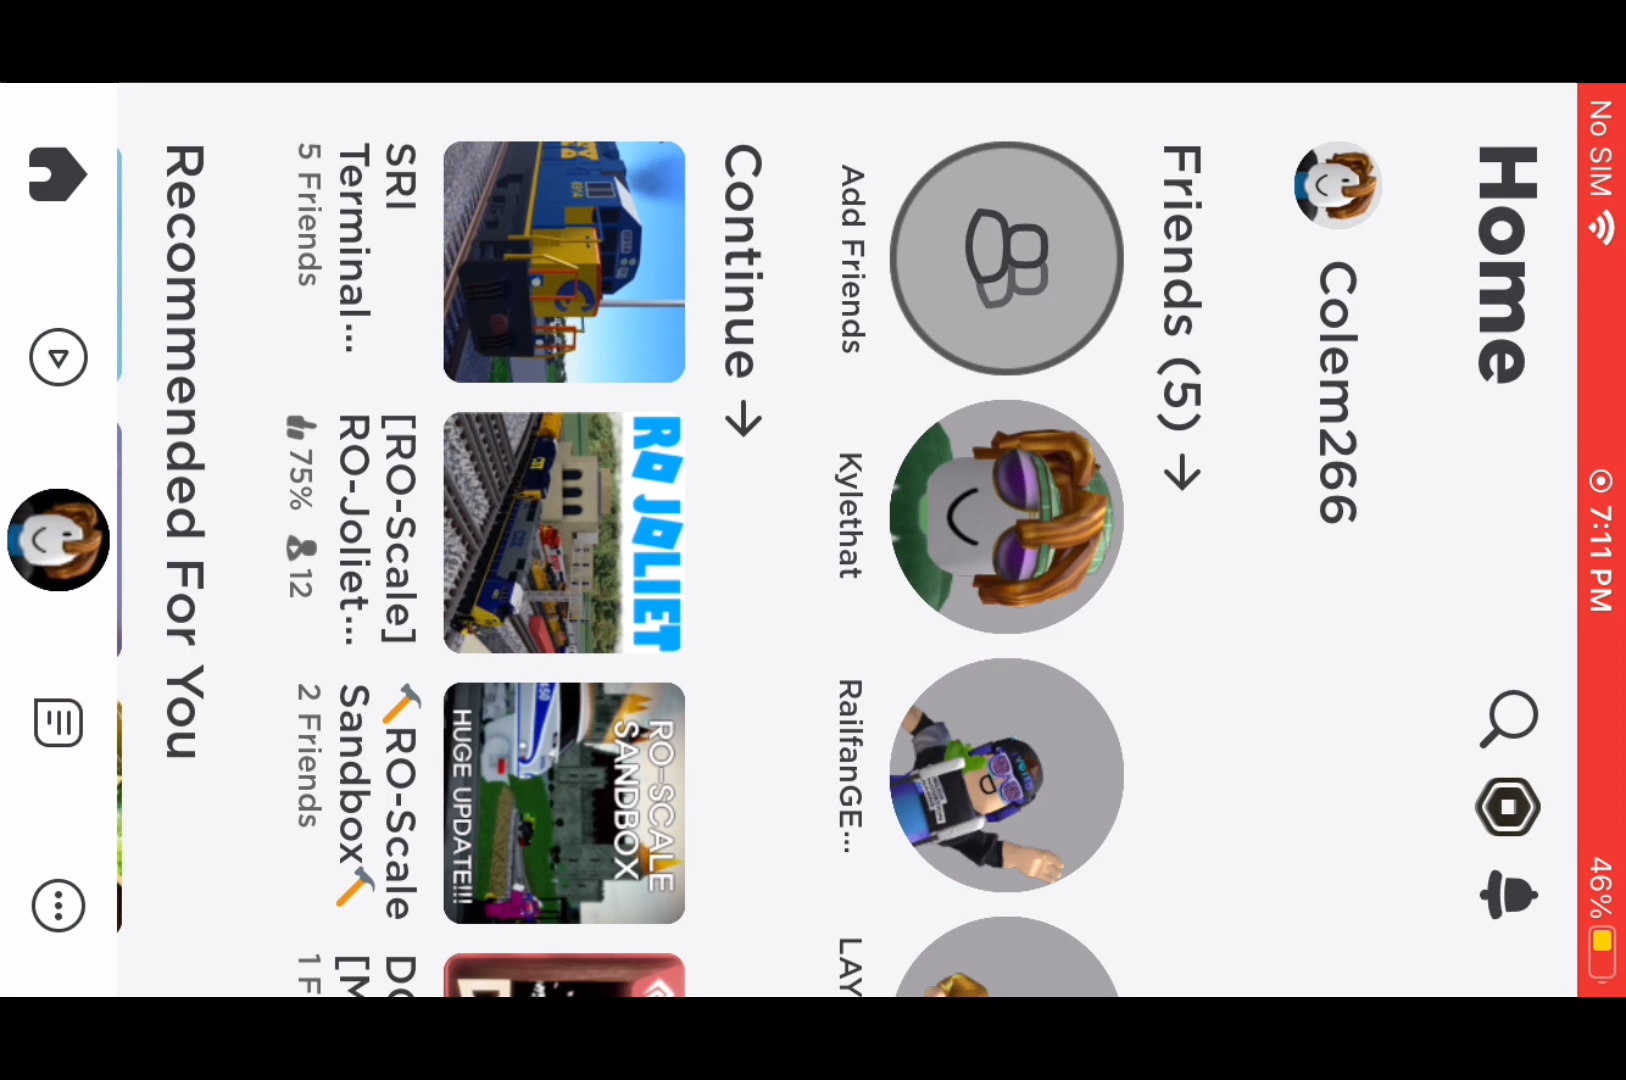 No SIM 7:11 PM 46%
Home
Colem266
Friends (5) →
Add Friends Kylethat RailfanGE... LAY
Continue →
RO JOLIET
RO-SCALE
SANDBOX
HUGE UPDATE!!!
SRI
Terminal...
5 Friends
[RO-Scale]
RO-Joliet...
75% 12
🔨RO-Scale
Sandbox🔨
2 Friends
[M
1 F
Recommended For You